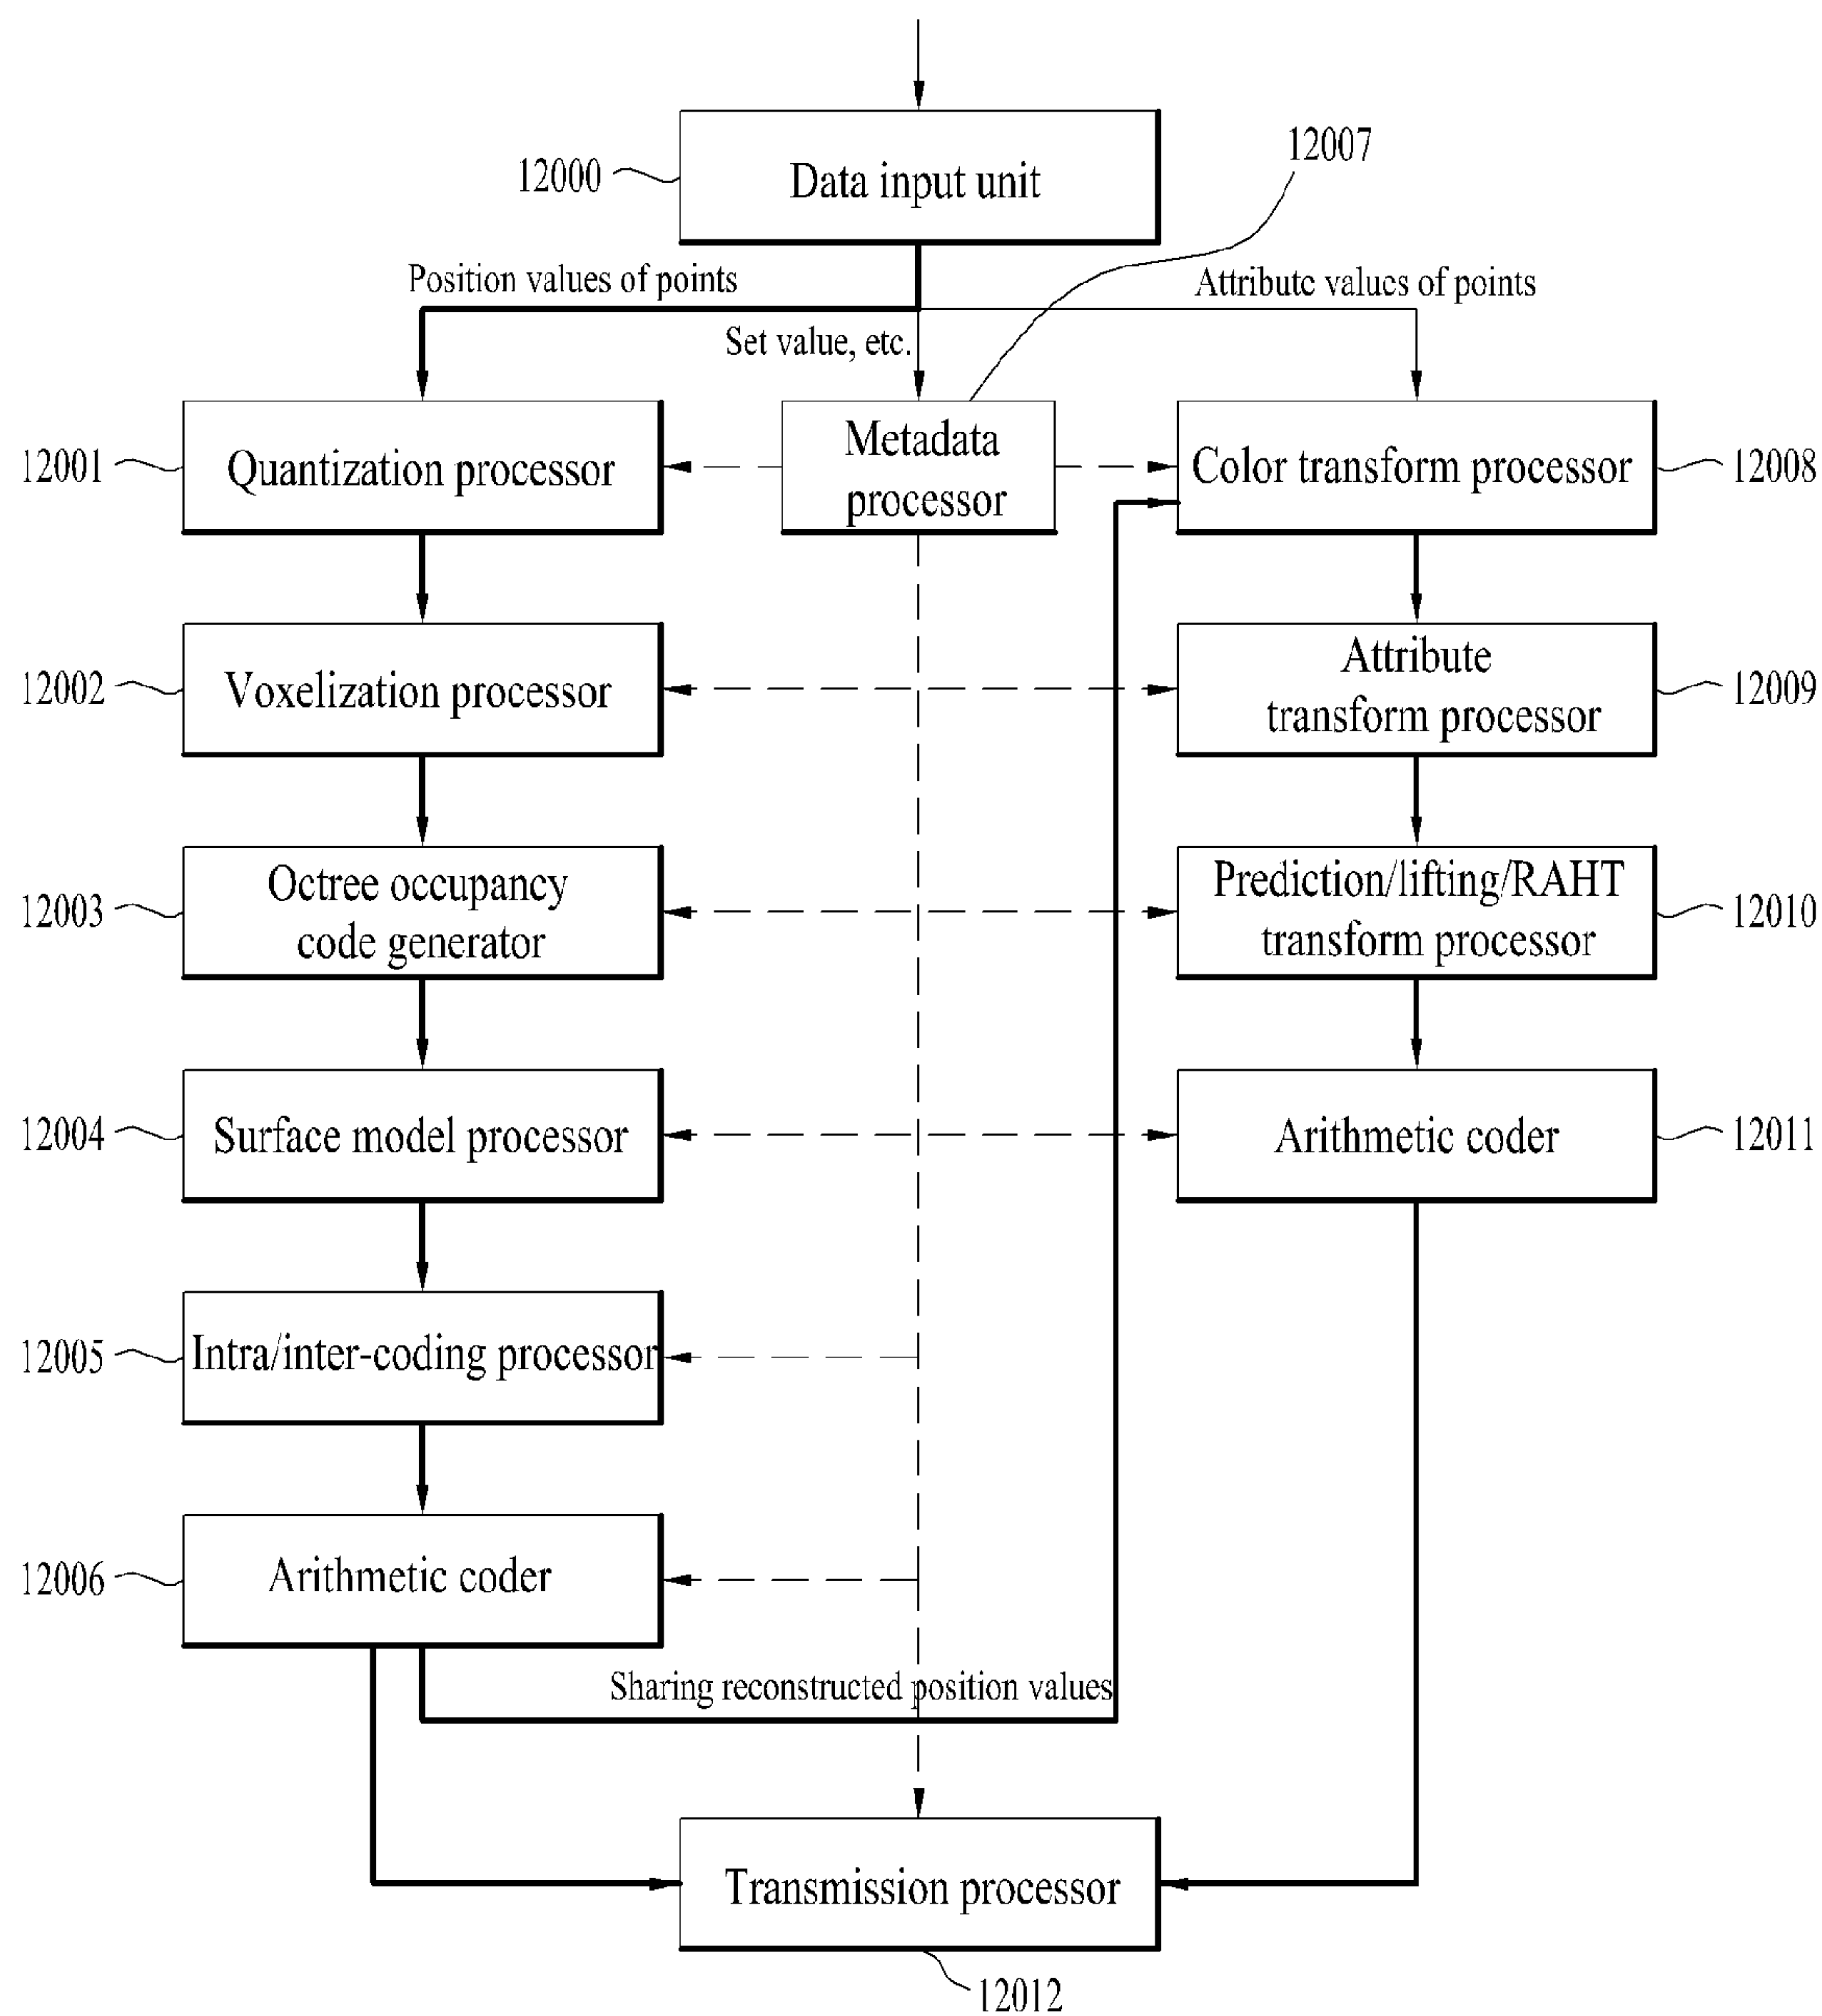 12000
Data input unit
12007
Position values of points
Attribute values of points
Set value, etc.
12001
Quantization processor
Metadata
processor
Color transform processor
12008
12002
Voxelization processor
Attribute
transform processor
12009
12003
Octree occupancy
code generator
Prediction/lifting/RAHT
transform processor
12010
12004
Surface model processor
Arithmetic coder
12011
12005
Intra/inter-coding processor
12006
Arithmetic coder
Sharing reconstructed position values
Transmission processor
12012